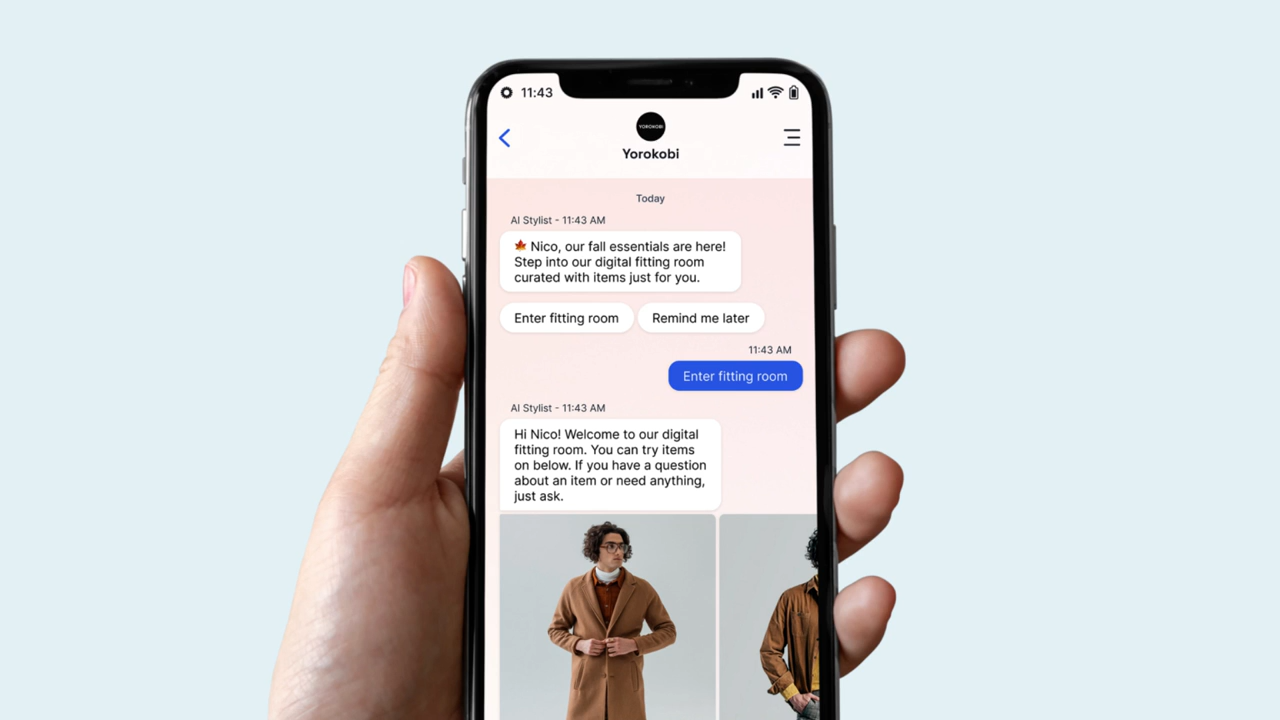 11:43
YOROKOBI
Yorokobi
Today
AI Stylist - 11:43 AM
🍁 Nico, our fall essentials are here!
Step into our digital fitting room
curated with items just for you.
Enter fitting room
Remind me later
11:43 AM
Enter fitting room
AI Stylist - 11:43 AM
Hi Nico! Welcome to our digital
fitting room. You can try items
on below. If you have a question
about an item or need anything,
just ask.